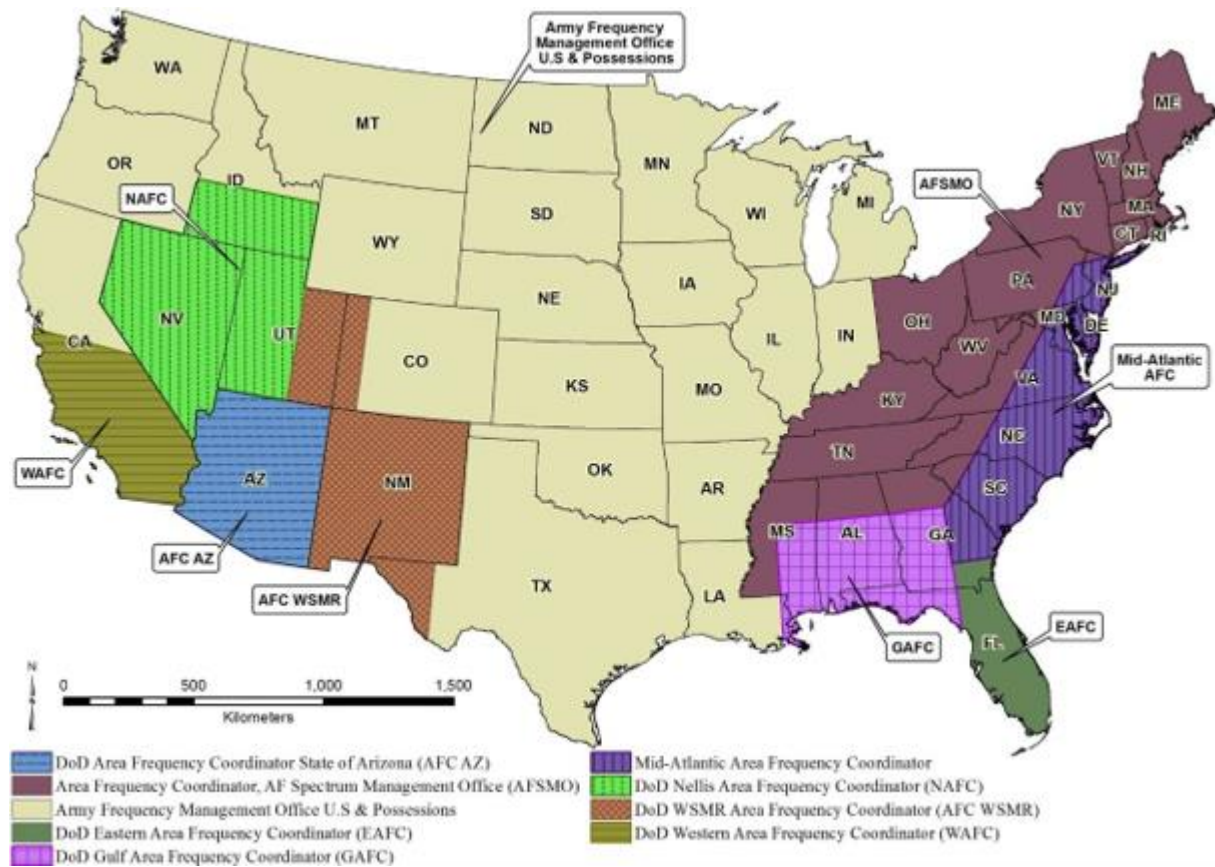 Army Frequency
Management Office
U.S & Possessions
WA
MT
ND
MN
ME
OR
ID
NAFC
SD
WI
MI
AFSMO
VT
NH
NY
MA
CT
RI
WY
IA
NE
PA
NJ
NV
UT
CA
CO
IL
IN
OH
MD
DE
WV
VA
Mid-Atlantic
AFC
KS
MO
KY
NC
TN
WAFC
AZ
NM
OK
AR
SC
MS
AL
GA
AFC AZ
AFC WSMR
TX
LA
GAFC
FL
EAFC
N
0 500 1,000 1,500
Kilometers
DoD Area Frequency Coordinator State of Arizona (AFC AZ)
Area Frequency Coordinator, AF Spectrum Management Office (AFSMO)
Army Frequency Management Office U.S & Possessions
DoD Eastern Area Frequency Coordinator (EAFC)
DoD Gulf Area Frequency Coordinator (GAFC)
Mid-Atlantic Area Frequency Coordinator
DoD Nellis Area Frequency Coordinator (NAFC)
DoD WSMR Area Frequency Coordinator (AFC WSMR)
DoD Western Area Frequency Coordinator (WAFC)